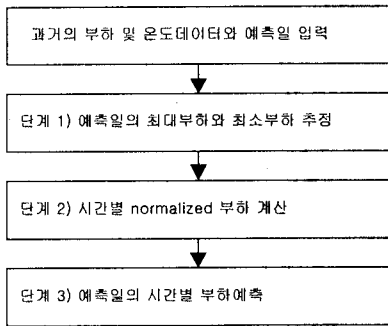 과거의 부하 및 온도데이터와 예측일 입력
단계 1) 예측일의 최대부하와 최소부하 추정
단계 2) 시간별 normalized 부하 계산
단계 3) 예측일의 시간별 부하예측